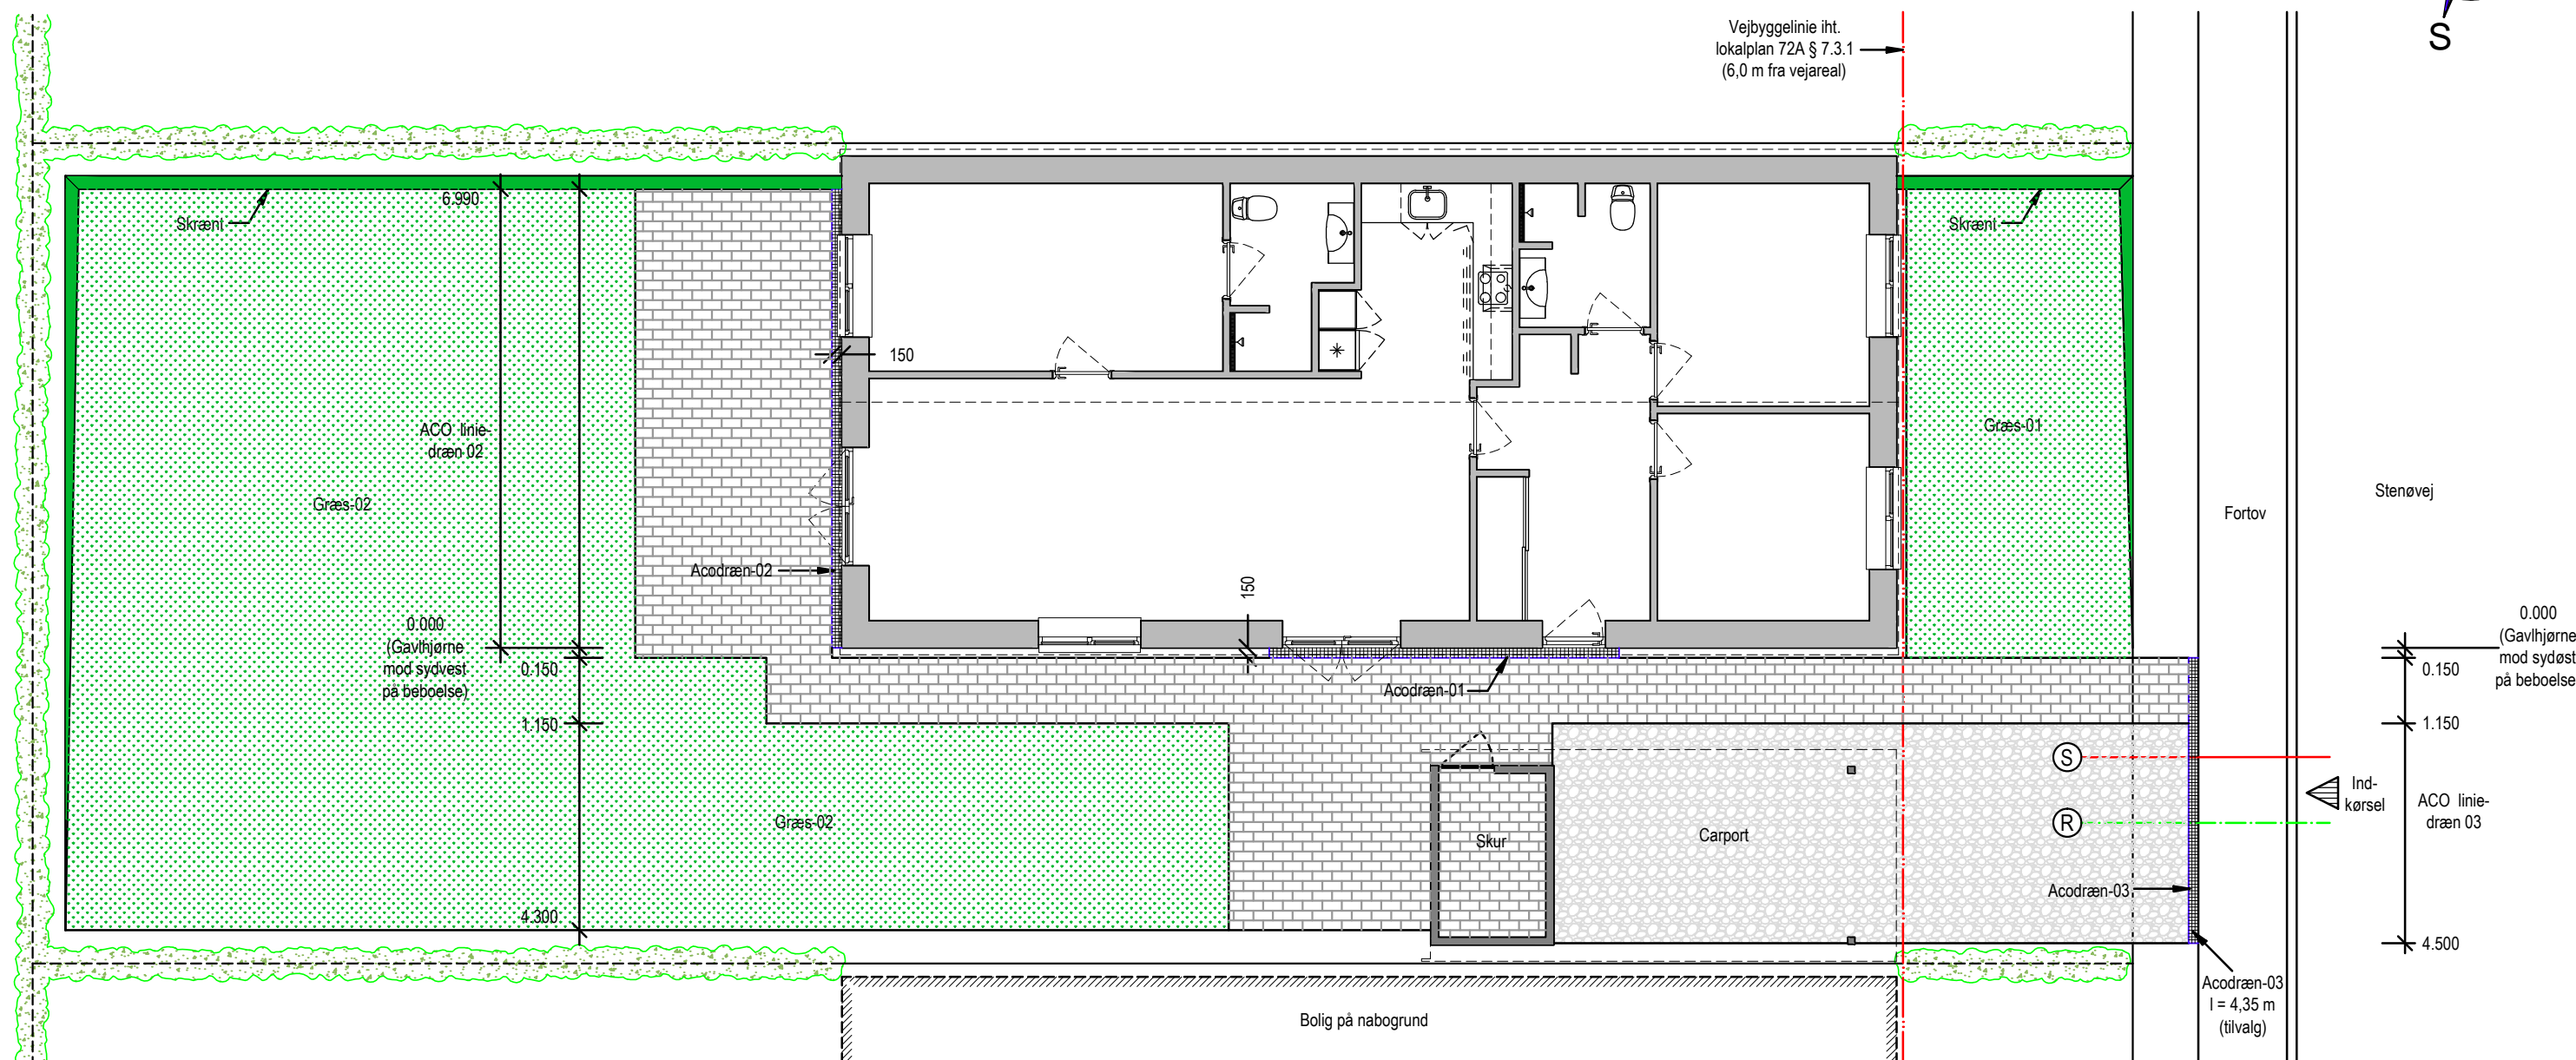 Vejbyggelinie iht.
lokalplan 72A § 7.3.1
(6,0 m fra vejareal)
S
6.990
Skrænt
Skrænt
150
ACO linie-
dræn 02
Græs-01
Græs-02
Stenøvej
Fortov
Acodræn-02
150
0.000
(Gavlhjørne
mod sydvest
på beboelse)
0.150
1.150
0.000
(Gavlhjørne
mod sydøst
på beboelse
0.150
1.150
Acodræn-01
S
R
Ind-
kørsel
ACO linie-
dræn 03
Græs-02
Skur
Carport
Acodræn-03
4.300
4.500
Acodræn-03
l = 4,35 m
(tilvalg)
Bolig på nabogrund